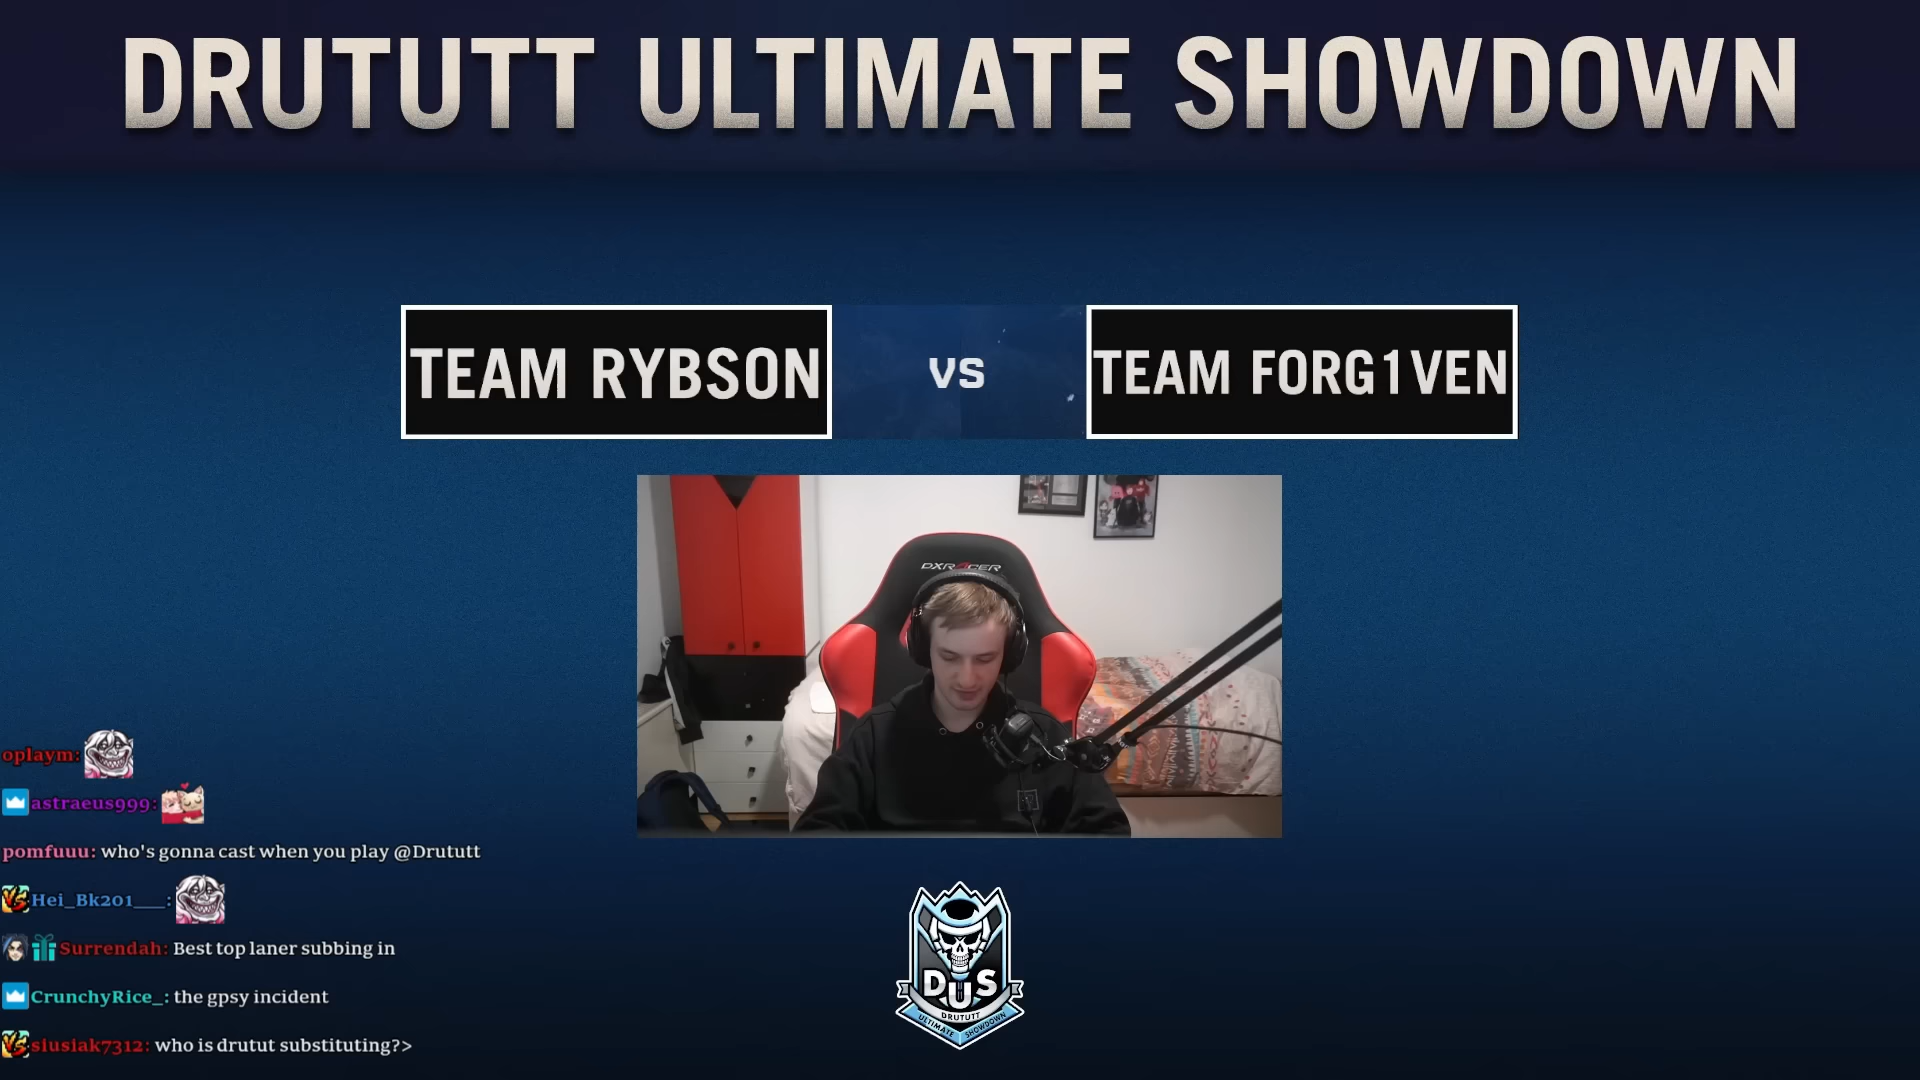 DRUTUTT ULTIMATE SHOWDOWN
TEAM RYBSON
VS
TEAM FORG1VEN
DXRACER
oplaym:
astraeus999:
pomfuuu: who's gonna cast when you play @Drututt
Hei_Bk201___:
Surrendah: Best top laner subbing in
CrunchyRice_: the gpsy incident
siusiak7312: who is drutut substituting?>
DUS
DRUTUTT
ULTIMATE SHOWDOWN